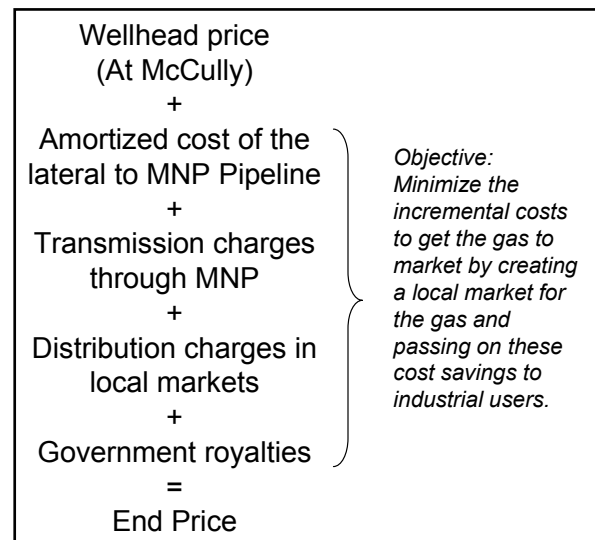 Wellhead price
(At McCully)
+
Amortized cost of the
lateral to MNP Pipeline
+
Transmission charges
through MNP
+
Distribution charges in
local markets
+
Government royalties
=
End Price
Objective:
Minimize the
incremental costs
to get the gas to
market by creating
a local market for
the gas and
passing on these
cost savings to
industrial users.